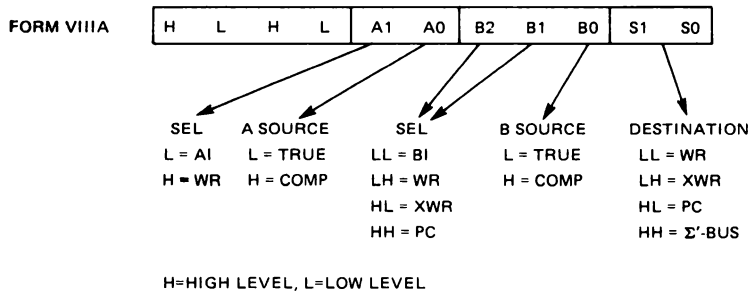 FORM VIIIA H L H L A1 A0 B2 B1 B0 S1 S0
SEL A SOURCE SEL B SOURCE DESTINATION
L = AI L = TRUE LL = BI L = TRUE LL = WR
H = WR H = COMP LH = WR H = COMP LH = XWR
HL = XWR HL = PC
HH = PC HH = Σ'-BUS
H=HIGH LEVEL, L=LOW LEVEL